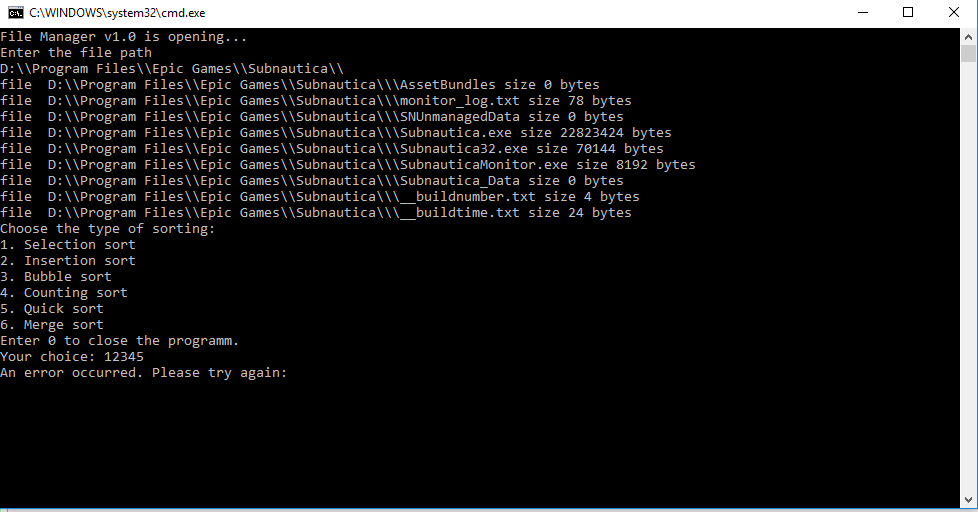 C:\WINDOWS\system32\cmd.exe
File Manager v1.0 is opening...
Enter the file path
D:\\Program Files\\Epic Games\\Subnautica\\
file  D:\\Program Files\\Epic Games\\Subnautica\\\AssetBundles size 0 bytes
file  D:\\Program Files\\Epic Games\\Subnautica\\\monitor_log.txt size 78 bytes
file  D:\\Program Files\\Epic Games\\Subnautica\\\SNUnmanagedData size 0 bytes
file  D:\\Program Files\\Epic Games\\Subnautica\\\Subnautica.exe size 22823424 bytes
file  D:\\Program Files\\Epic Games\\Subnautica\\\Subnautica32.exe size 70144 bytes
file  D:\\Program Files\\Epic Games\\Subnautica\\\SubnauticaMonitor.exe size 8192 bytes
file  D:\\Program Files\\Epic Games\\Subnautica\\\Subnautica_Data size 0 bytes
file  D:\\Program Files\\Epic Games\\Subnautica\\\__buildnumber.txt size 4 bytes
file  D:\\Program Files\\Epic Games\\Subnautica\\\__buildtime.txt size 24 bytes
Choose the type of sorting:
1. Selection sort
2. Insertion sort
3. Bubble sort
4. Counting sort
5. Quick sort
6. Merge sort
Enter 0 to close the programm.
Your choice: 12345
An error occurred. Please try again: